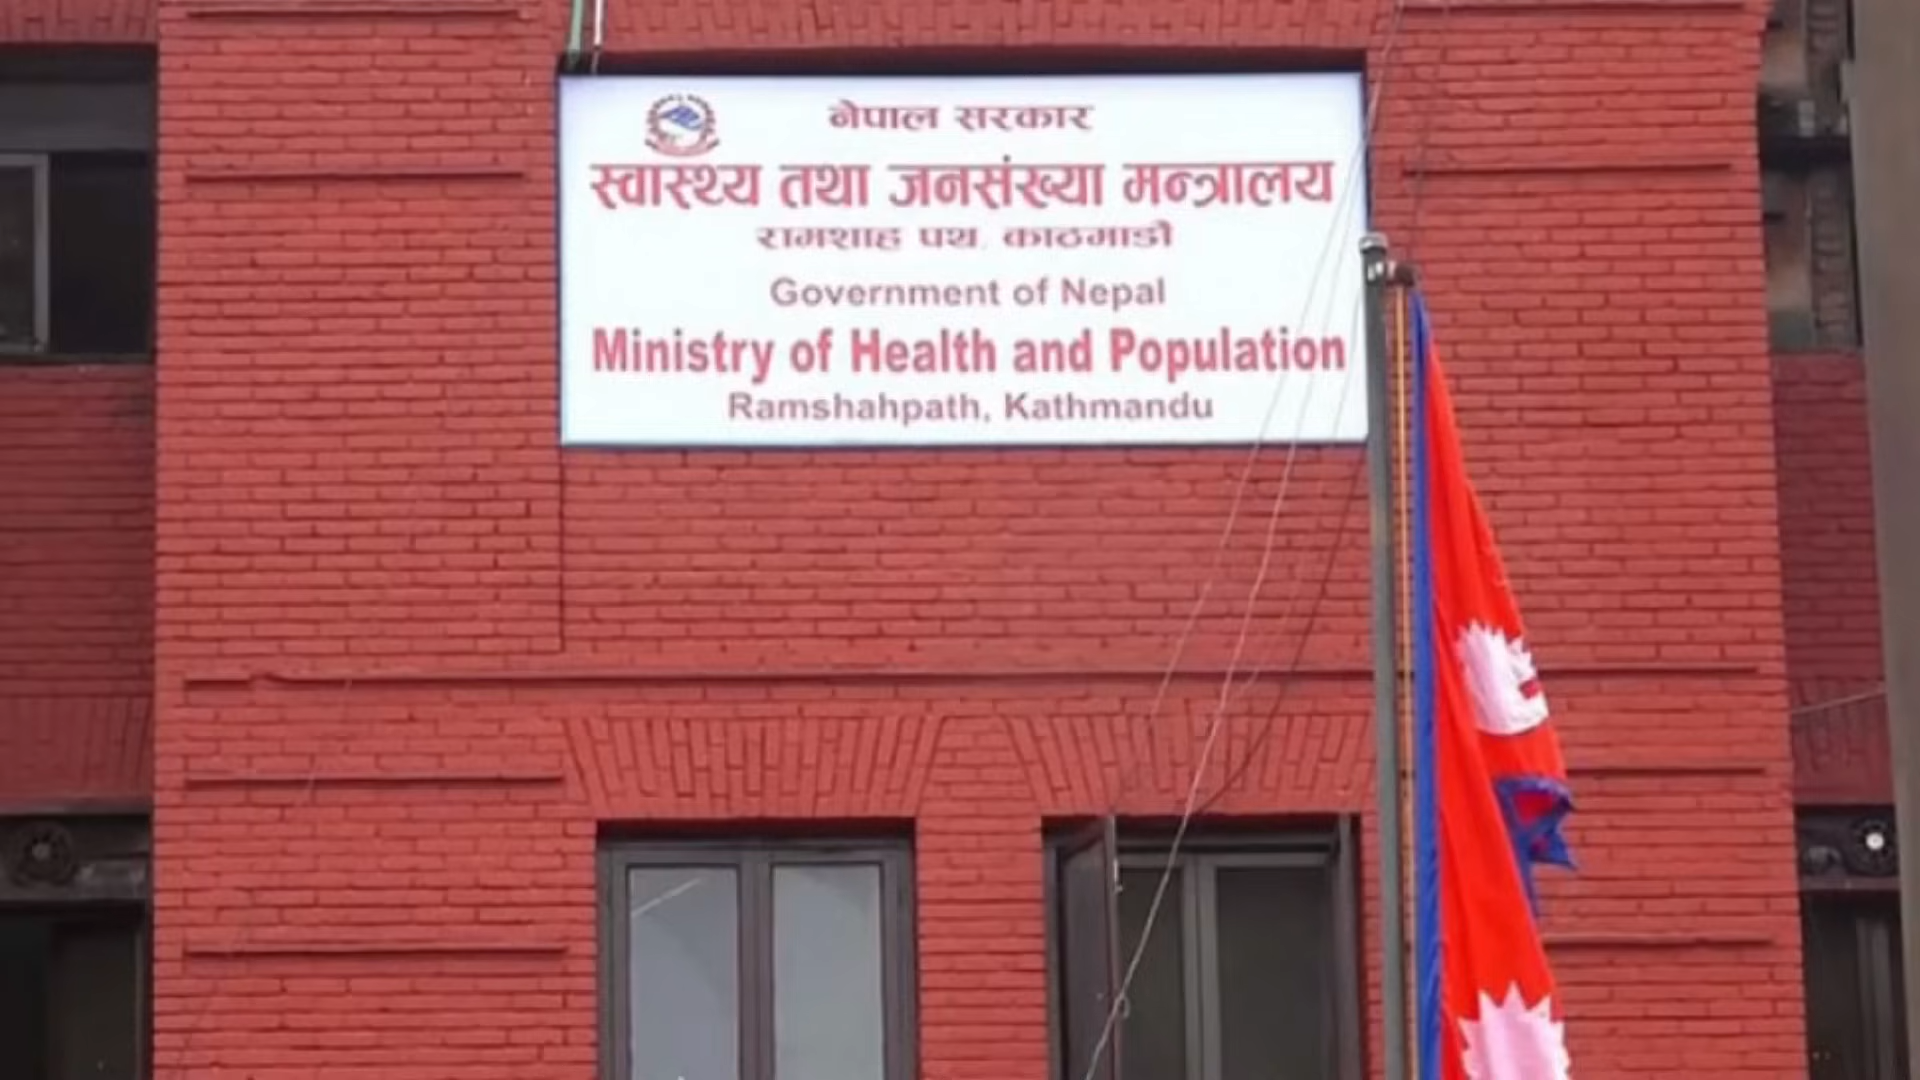 नेपाल सरकार
स्वास्थ्य तथा जनसंख्या मन्त्रालय
रामशाह पथ, काठमाडौं
Government of Nepal
Ministry of Health and Population
Ramshahpath, Kathmandu